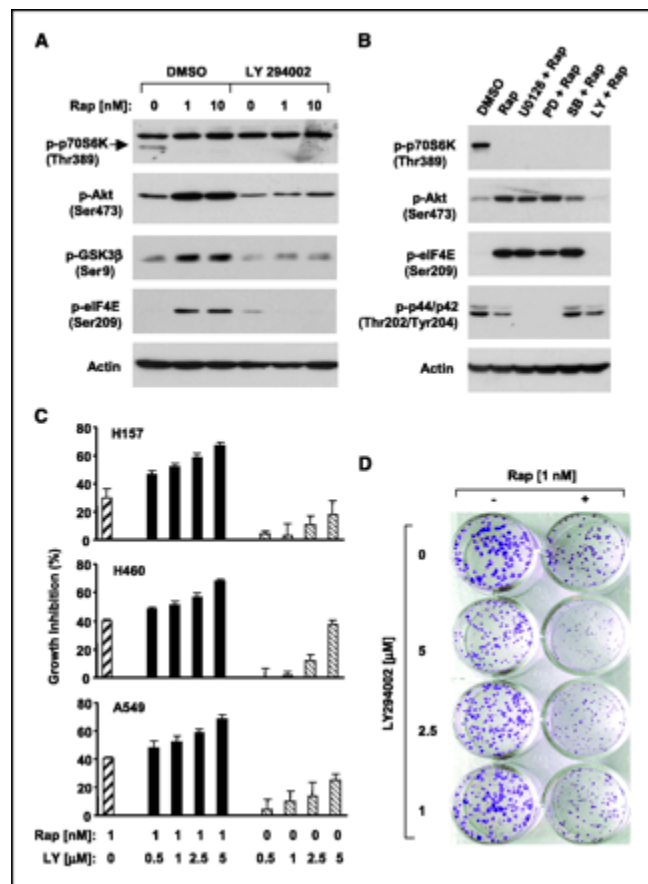 A
DMSO LY 294002
Rap [nM]: 0 1 10 0 1 10
p-p70S6K
(Thr389)
p-Akt
(Ser473)
p-GSK3β
(Ser9)
p-eIF4E
(Ser209)
Actin
B
DMSO
Rap
U0126 + Rap
PD + Rap
SB + Rap
LY + Rap
p-p70S6K
(Thr389)
p-Akt
(Ser473)
p-eIF4E
(Ser209)
p-p44/p42
(Thr202/Tyr204)
Actin
C
Growth Inhibition (%)
H157
80
60
40
20
0
H460
80
60
40
20
0
A549
80
60
40
20
0
Rap [nM]: 1 1 1 1 1 0 0 0 0
LY [μM]: 0 0.5 1 2.5 5 0.5 1 2.5 5
D
Rap [1 nM]
- +
LY294002 [μM]
0
5
2.5
1